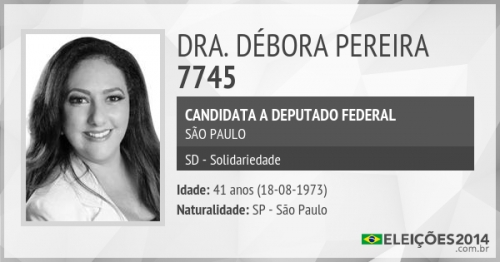 DRA. DÉBORA PEREIRA
7745
CANDIDATA A DEPUTADO FEDERAL
SÃO PAULO
SD - Solidariedade
Idade: 41 anos (18-08-1973)
Naturalidade: SP - São Paulo
ELEIÇÕES2014
.com.br